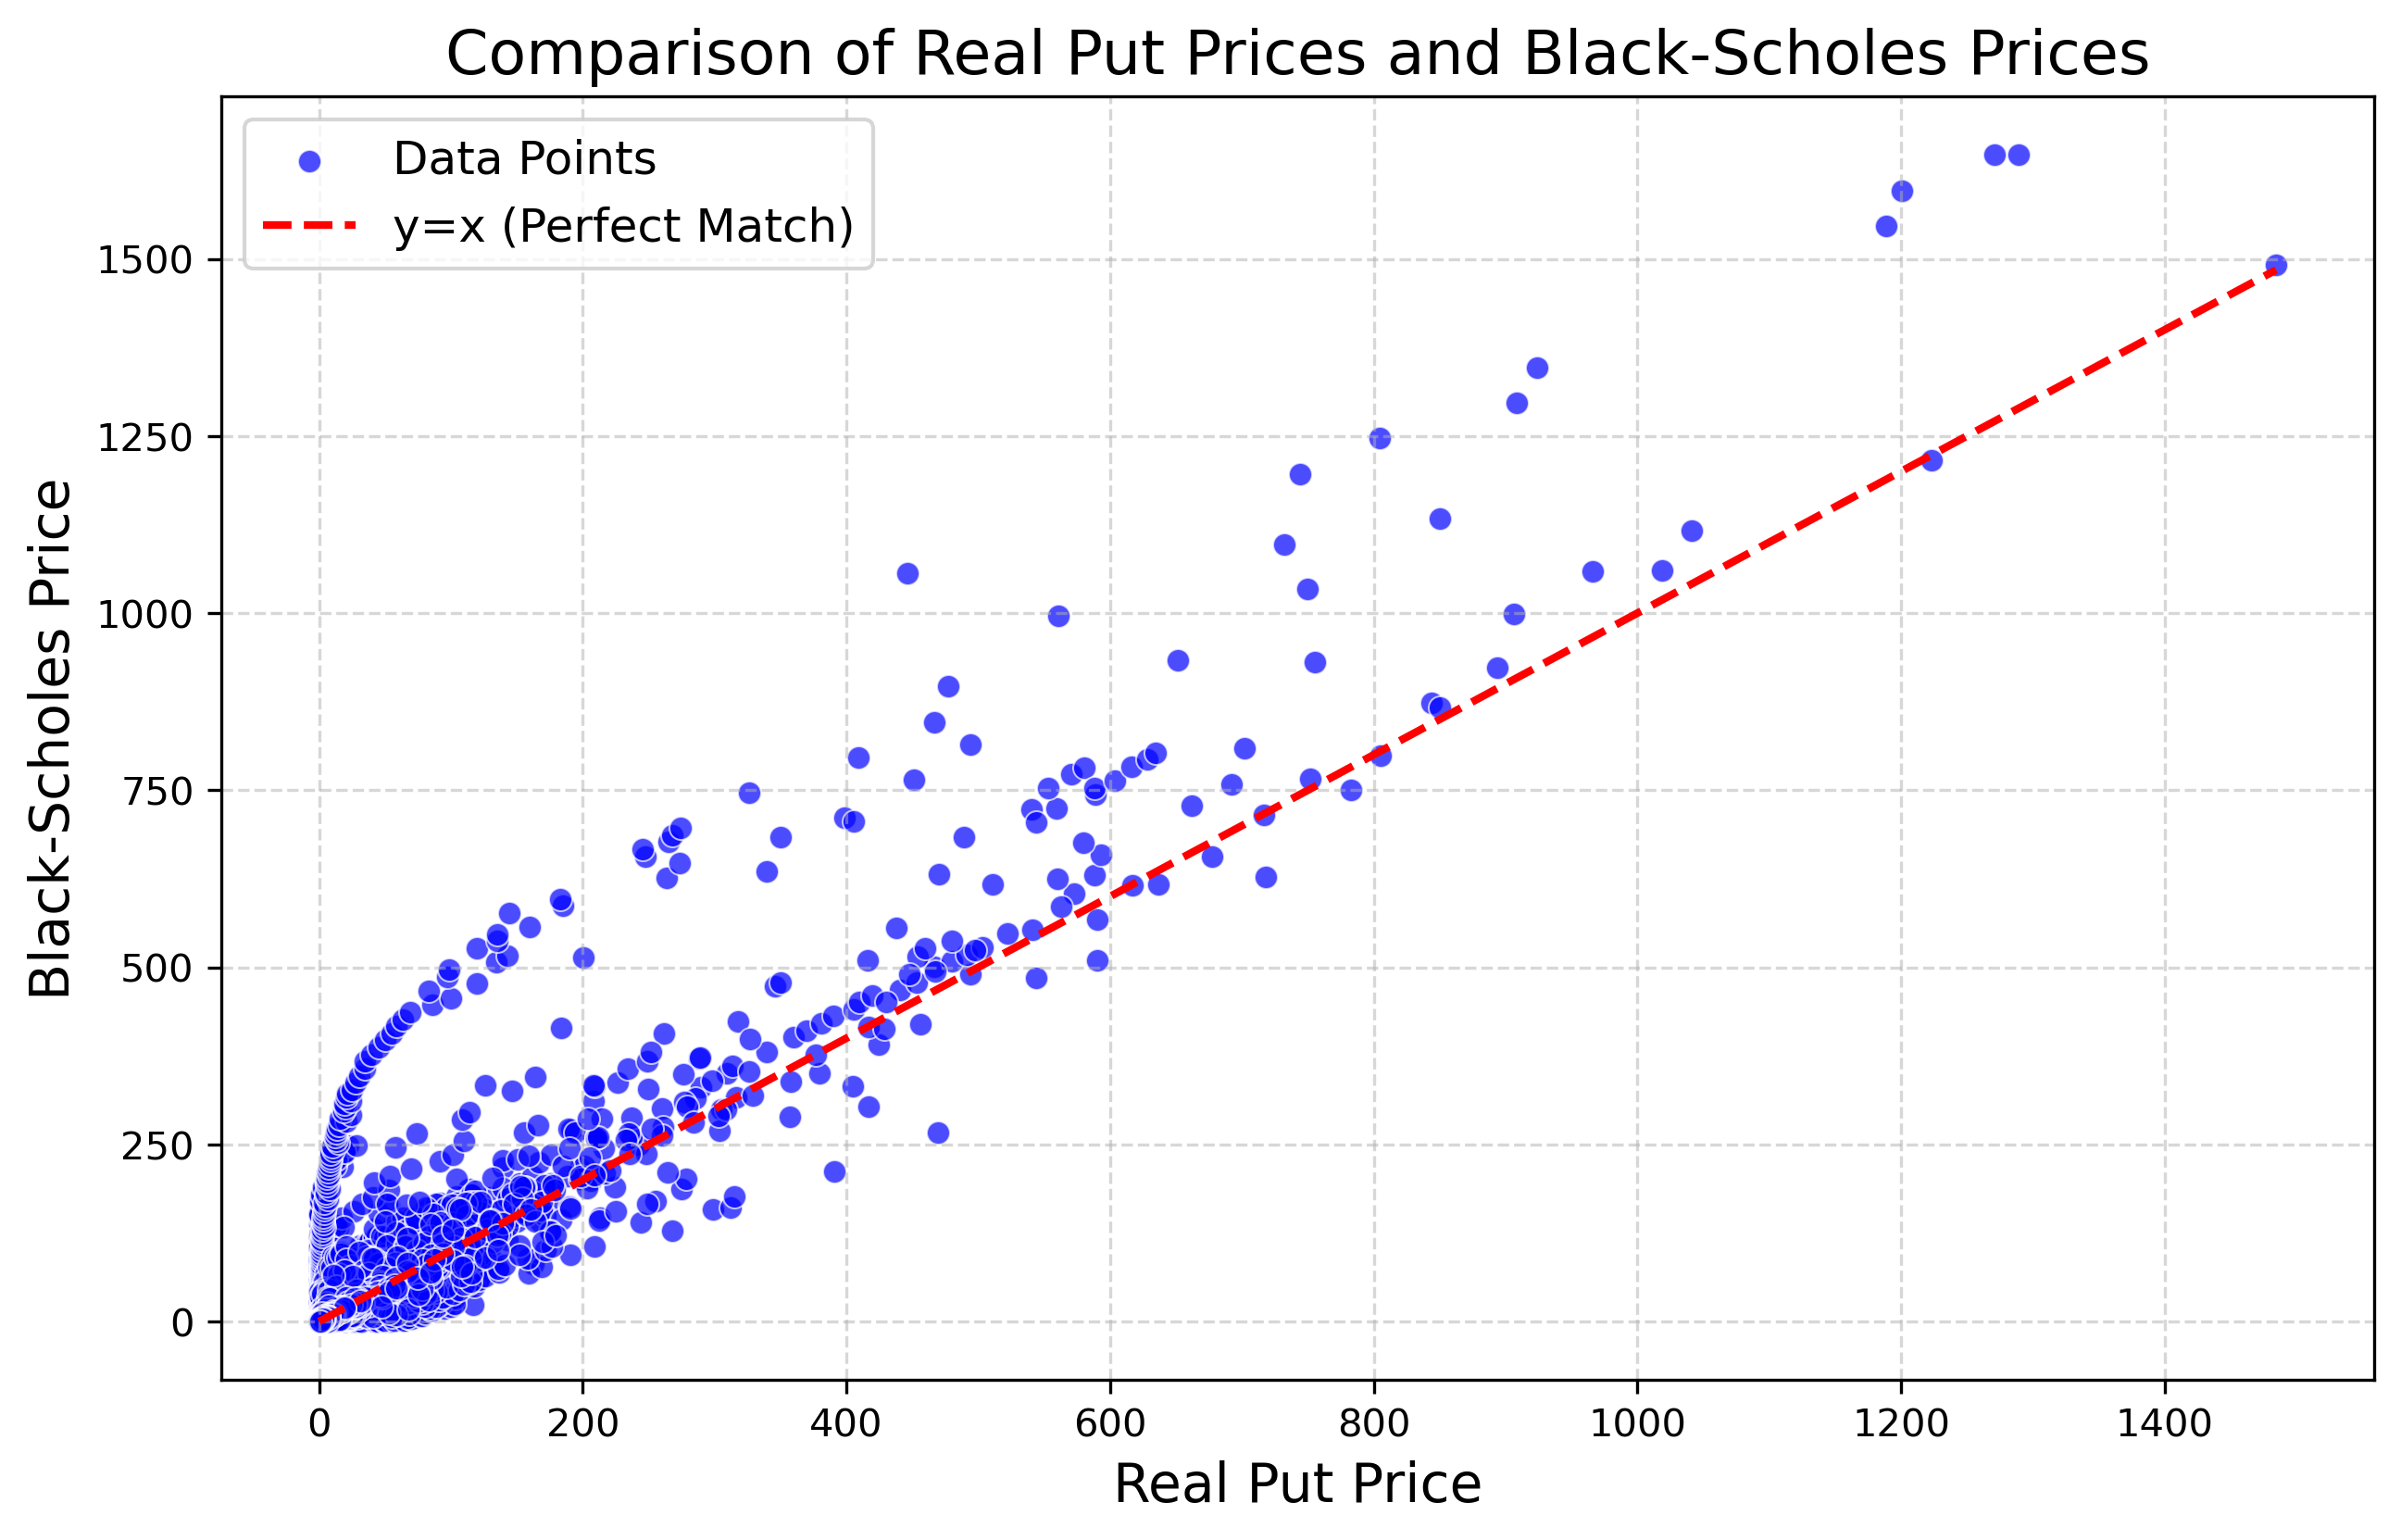 Comparison of Real Put Prices and Black-Scholes Prices
Data Points
y=x (Perfect Match)
Black-Scholes Price
1500
1250
1000
750
500
250
0
0 200 400 600 800 1000 1200 1400
Real Put Price